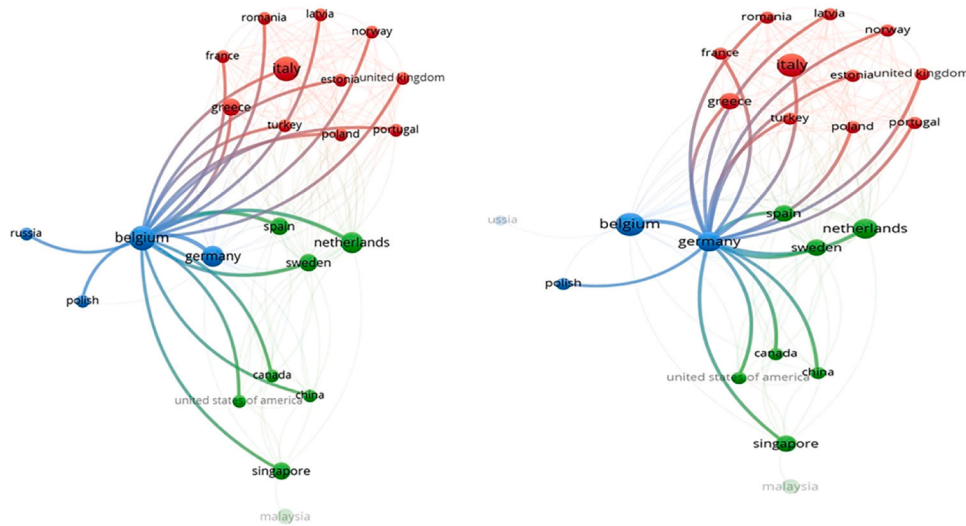 romania
latvia
norway
france
italy
estonia
united kingdom
greece
turkey
poland
portugal
russia
belgium
spain
netherlands
germany
sweden
polish
canada
united states of america
china
singapore
malaysia
romania
latvia
norway
france
italy
estonia
united kingdom
greece
turkey
poland
portugal
ussia
belgium
spain
netherlands
germany
sweden
polish
canada
united states of america
china
singapore
malaysia